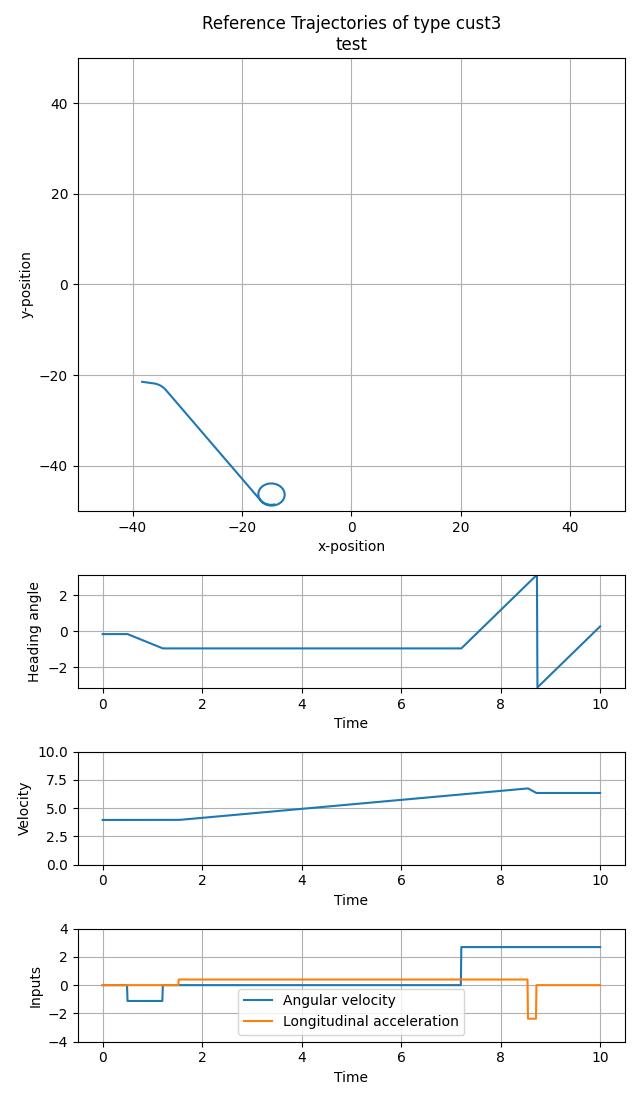 Reference Trajectories of type cust3
test
40
20
0
−20
−40
y-position
−40 −20 0 20 40
x-position
2
0
−2
Heading angle
0 2 4 6 8 10
Time
10.0
7.5
5.0
2.5
0.0
Velocity
0 2 4 6 8 10
Time
4
2
0
−2
−4
Inputs
Angular velocity
Longitudinal acceleration
0 2 4 6 8 10
Time